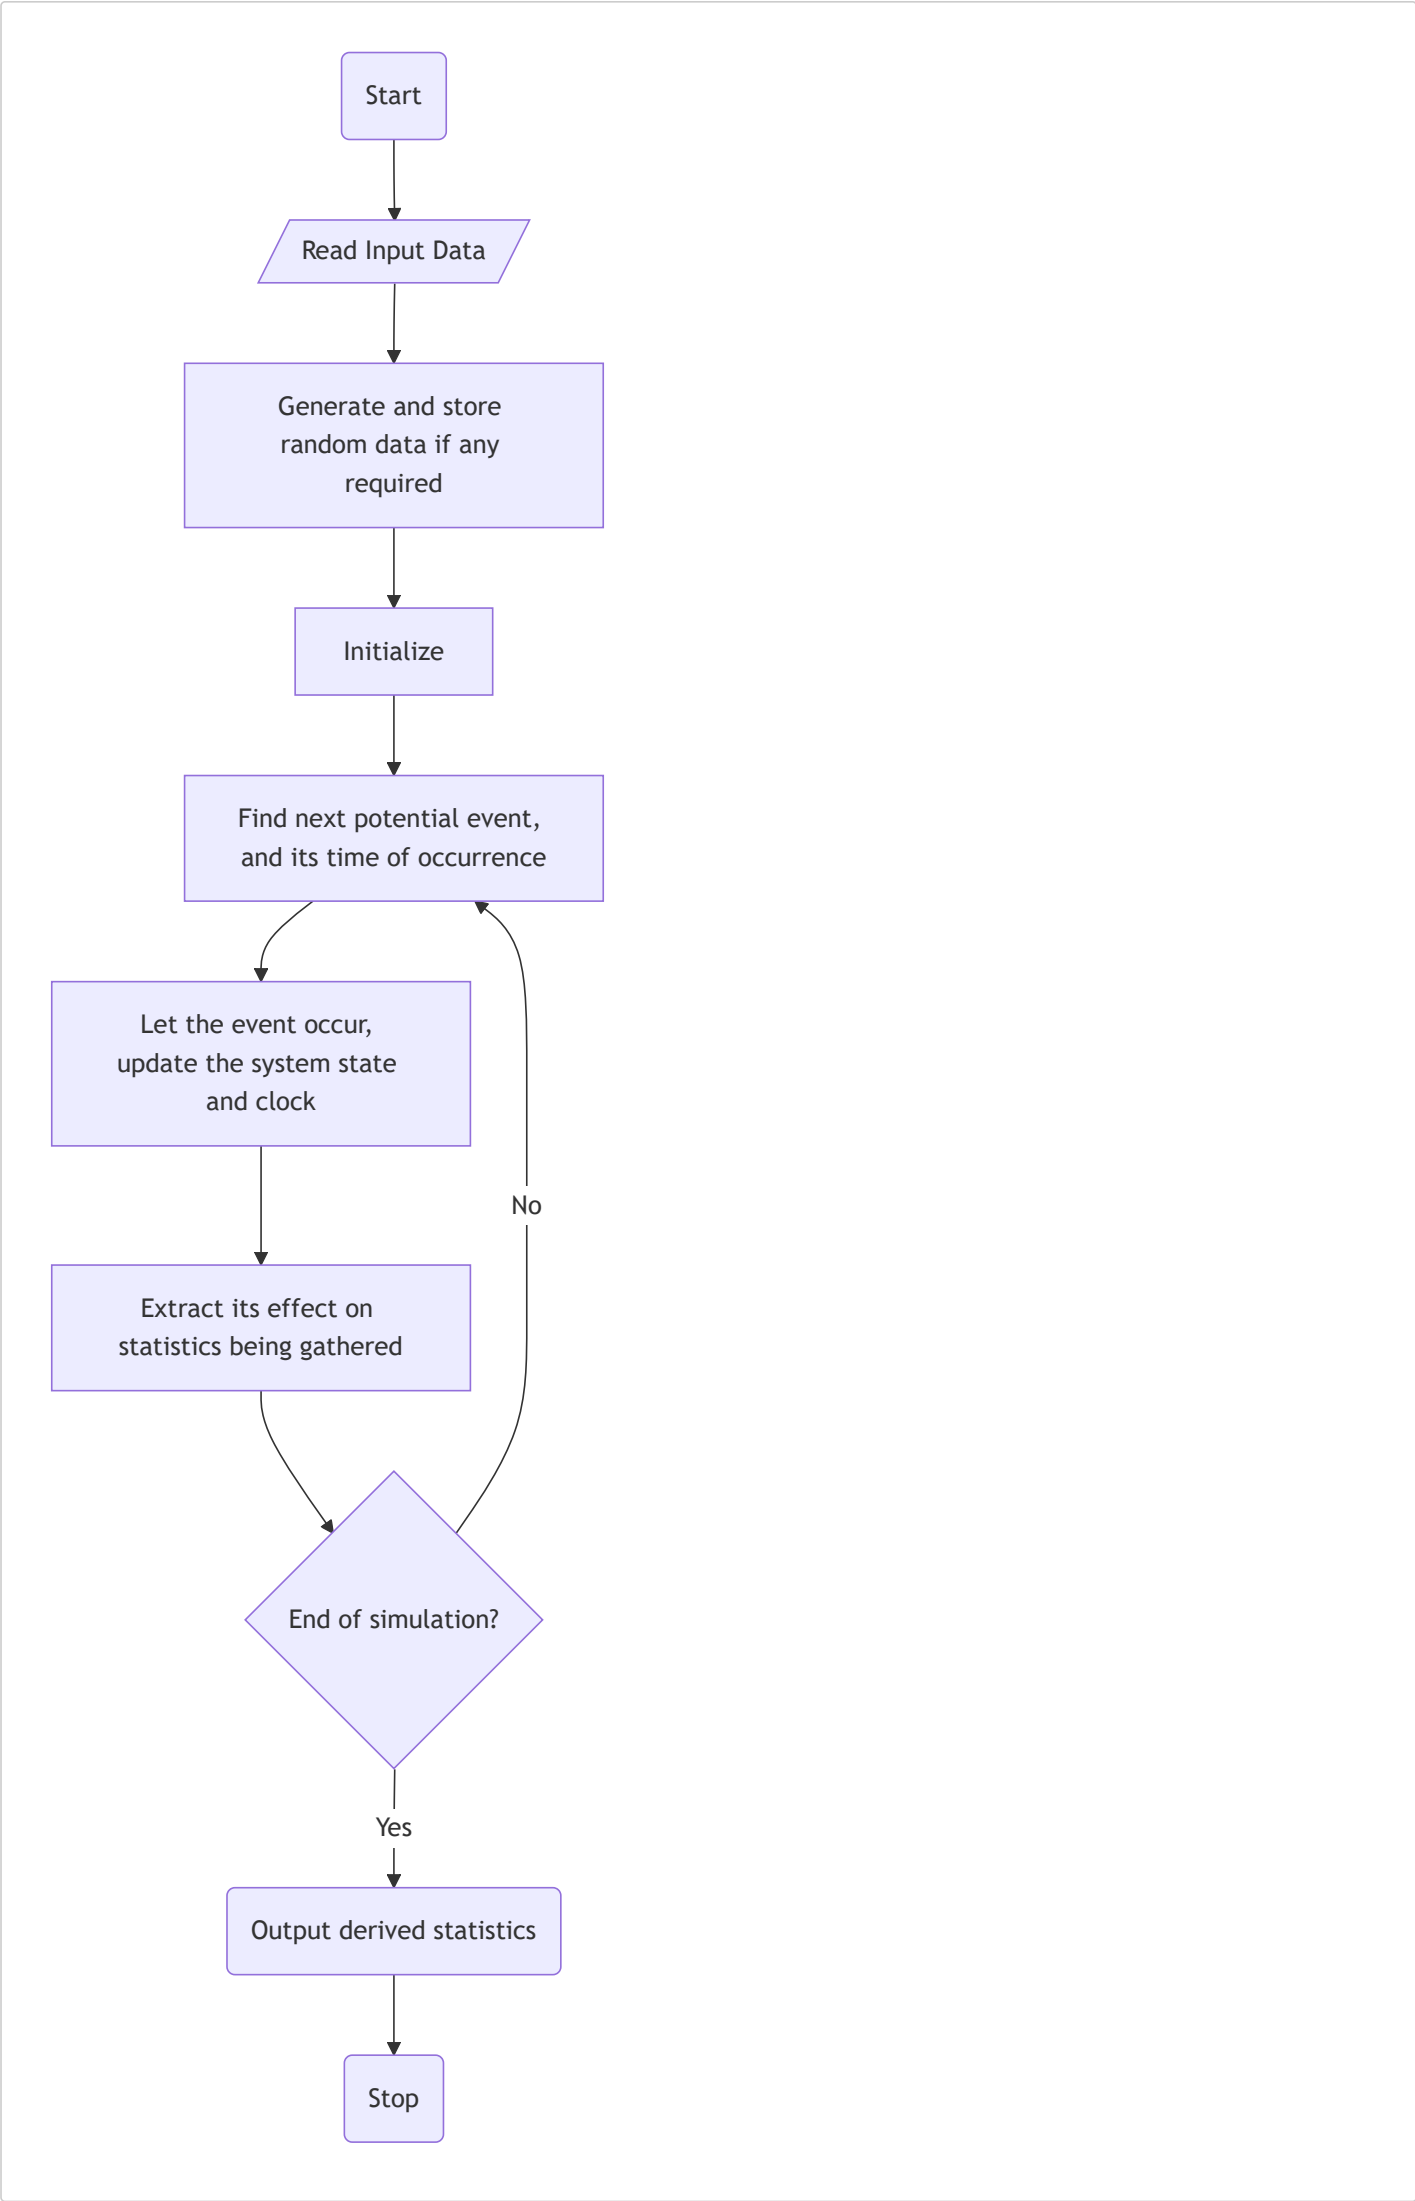 Start
Read Input Data
Generate and store
random data if any
required
Initialize
Find next potential event,
and its time of occurrence
Let the event occur,
update the system state
and clock
No
Extract its effect on
statistics being gathered
End of simulation?
Yes
Output derived statistics
Stop